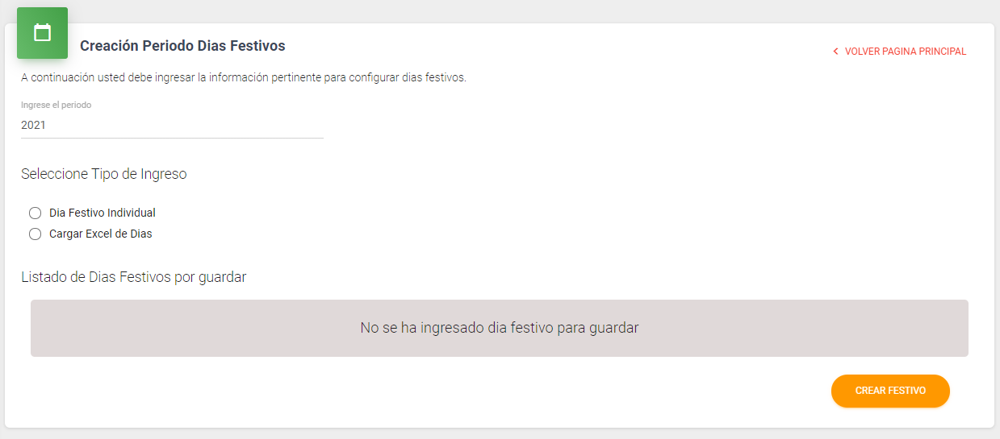 Creación Periodo Dias Festivos
VOLVER PAGINA PRINCIPAL
A continuación usted debe ingresar la información pertinente para configurar dias festivos.
Ingrese el periodo
2021
Seleccione Tipo de Ingreso
Dia Festivo Individual
Cargar Excel de Dias
Listado de Dias Festivos por guardar
No se ha ingresado dia festivo para guardar
CREAR FESTIVO